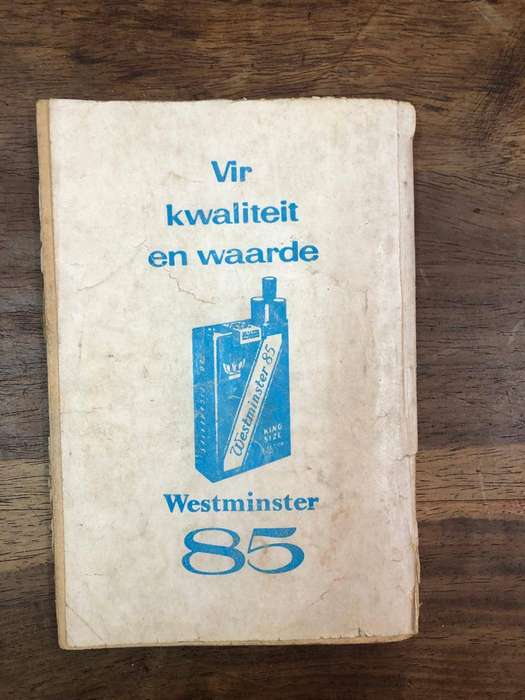 Vir
kwaliteit
en waarde
Westminster 85
KING
SIZE
Westminster
85